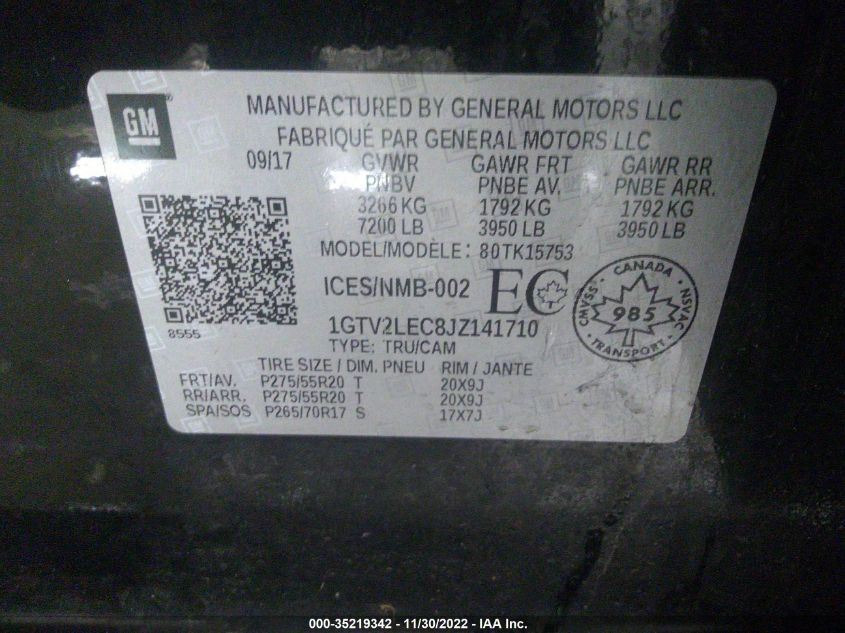 GM
MANUFACTURED BY GENERAL MOTORS LLC
FABRIQUÉ PAR GENERAL MOTORS LLC
09/17 GVWR GAWR FRT GAWR RR
PNBV PNBE AV. PNBE ARR.
3266 KG 1792 KG 1792 KG
7200 LB 3950 LB 3950 LB
MODEL/MODÈLE: 80TK15753
ICES/NMB-002 EC
CANADA
CMVSS 985 NSVAC
TRANSPORT
8555
1GTV2LEC8JZ141710
TYPE: TRU/CAM
TIRE SIZE / DIM. PNEU RIM / JANTE
FRT/AV. P275/55R20 T 20X9J
RR/ARR. P275/55R20 T 20X9J
SPA/SOS P265/70R17 S 17X7J
000-35219342 - 11/30/2022 - IAA Inc.